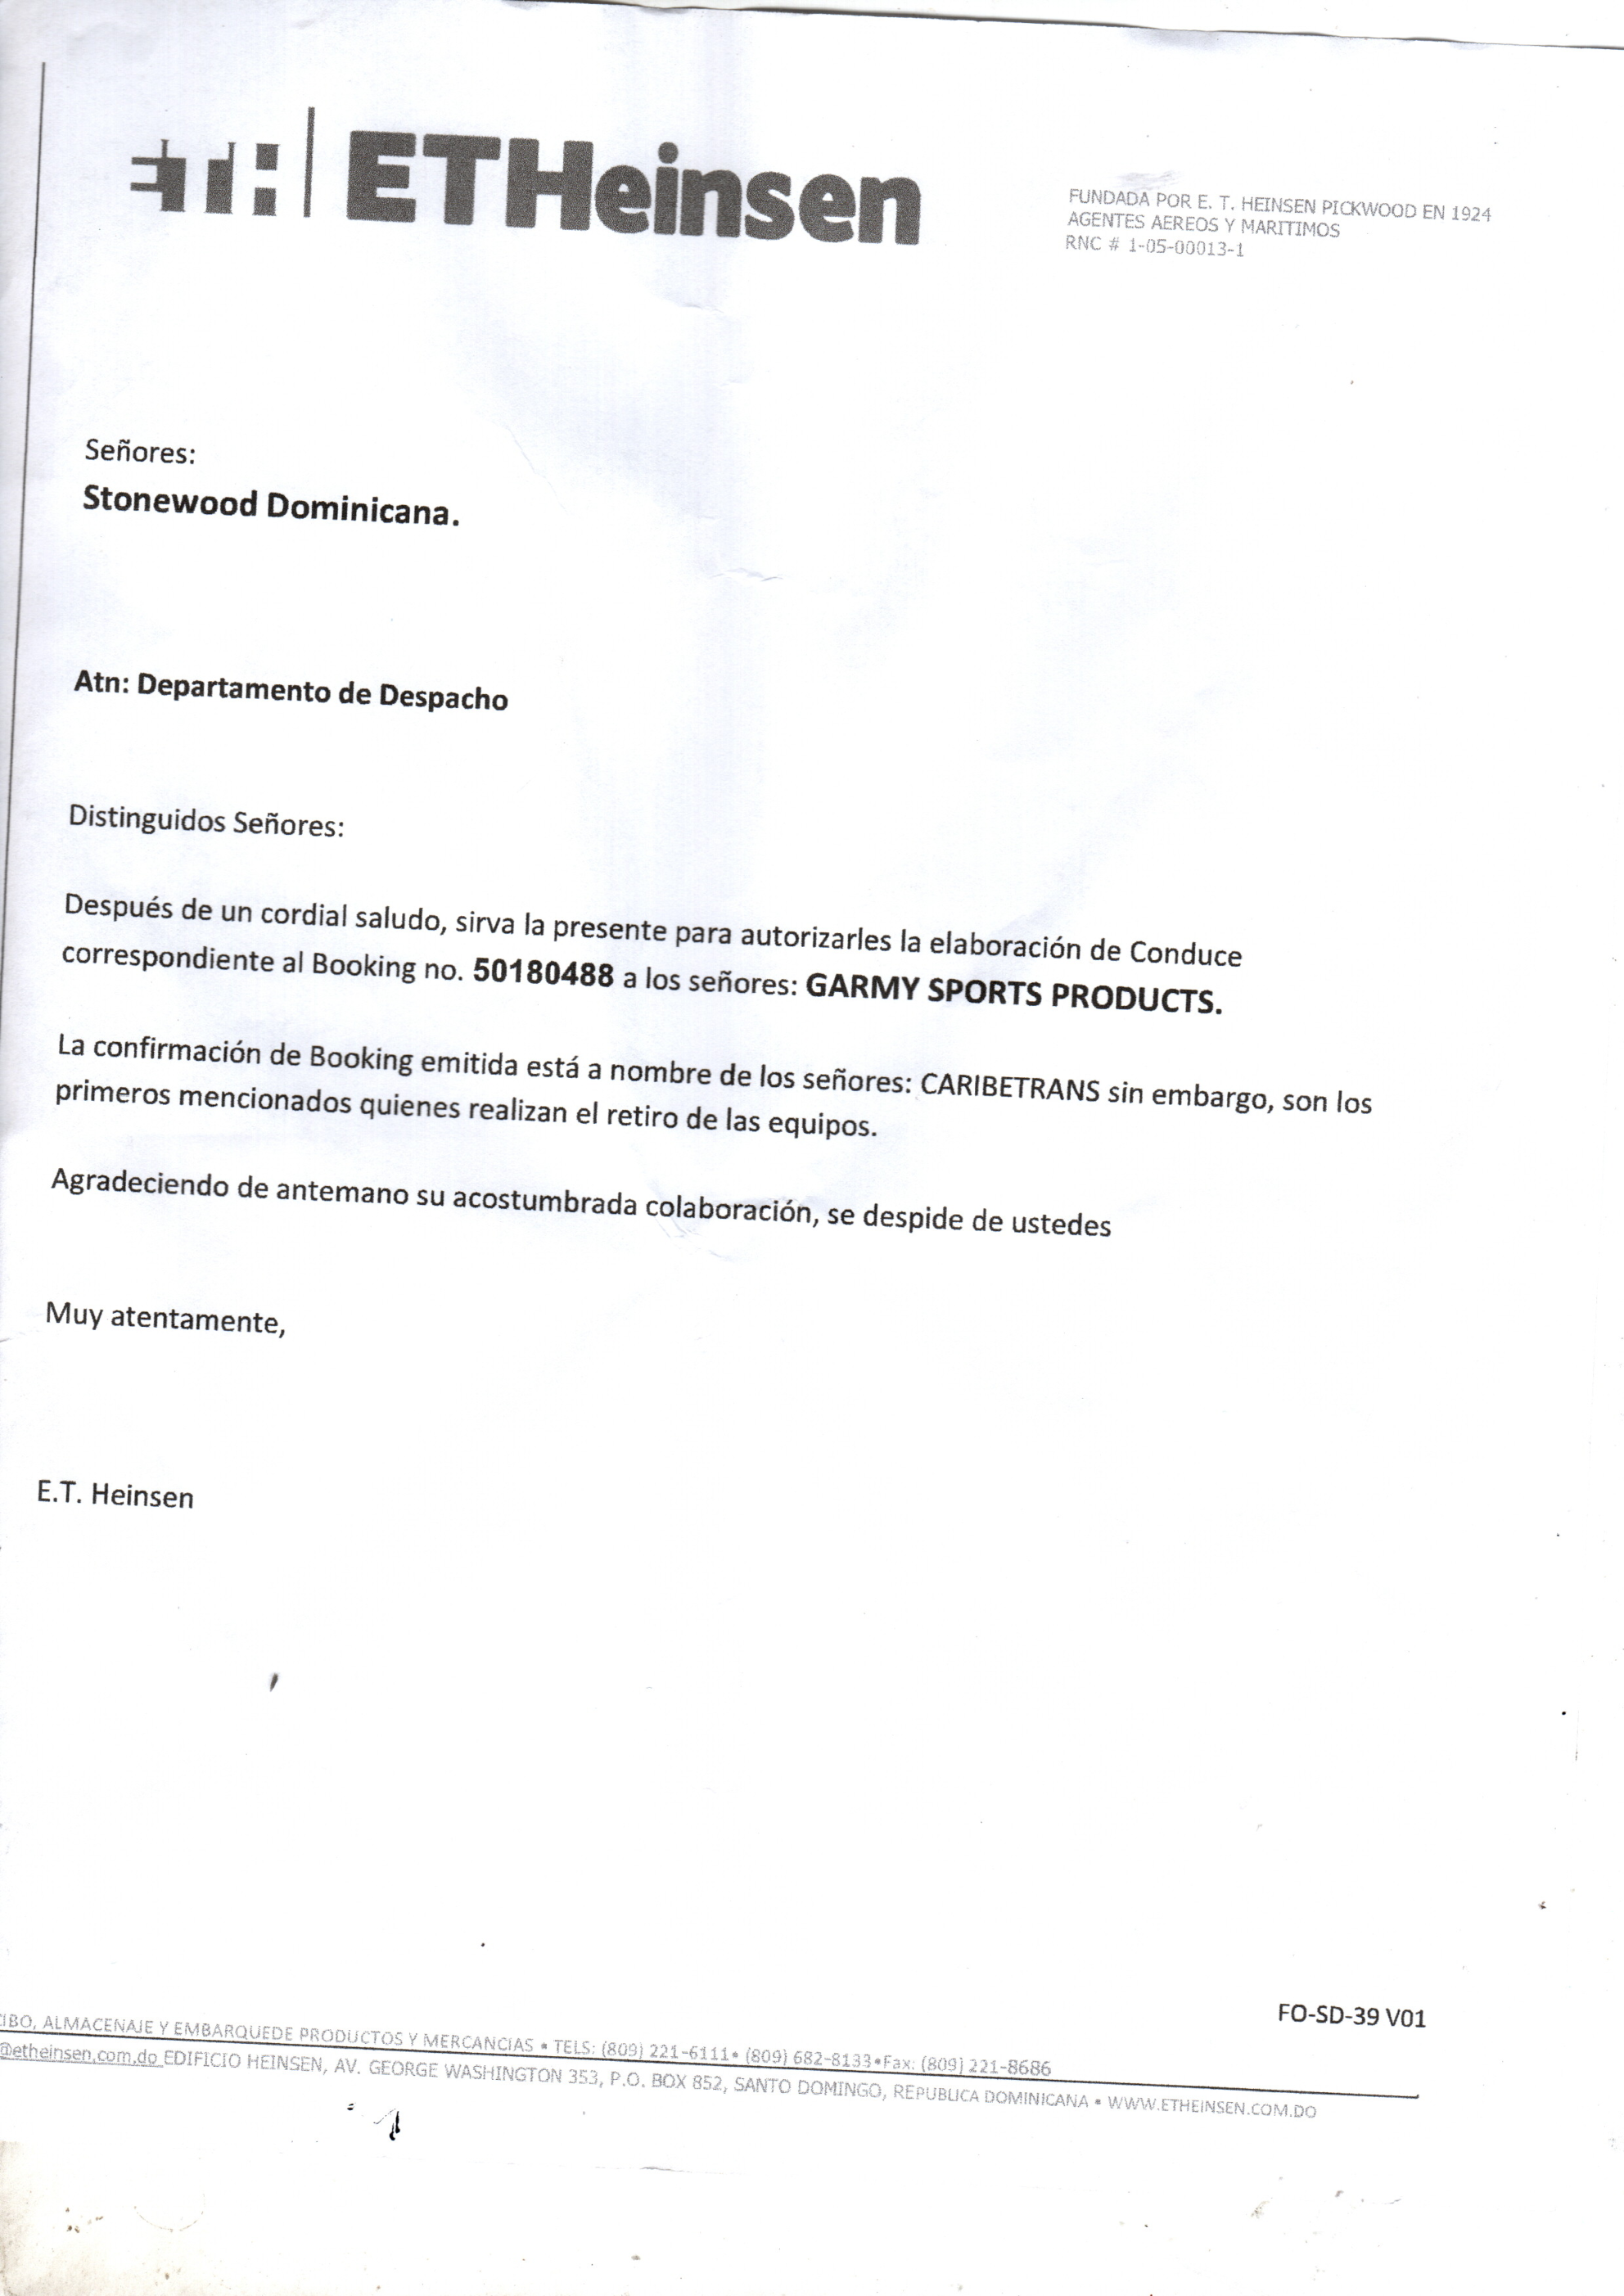 ETHeinsen
FUNDADA POR E. T. HEINSEN PICKWOOD EN 1924
AGENTES AEREOS Y MARITIMOS
RNC # 1-05-00013-1
Señores:
Stonewood Dominicana.
Atn: Departamento de Despacho
Distinguidos Señores:
Después de un cordial saludo, sirva la presente para autorizarles la elaboración de Conduce
correspondiente al Booking no. 50180488 a los señores: GARMY SPORTS PRODUCTS.
La confirmación de Booking emitida está a nombre de los señores: CARIBETRANS sin embargo, son los
primeros mencionados quienes realizan el retiro de las equipos.
Agradeciendo de antemano su acostumbrada colaboración, se despide de ustedes
Muy atentamente,
E.T. Heinsen
FO-SD-39 V01
IBO, ALMACENAJE Y EMBARQUEDE PRODUCTOS Y MERCANCIAS • TELS: (809) 221-6111• (809) 682-8133•Fax: (809) 221-8686
@etheinsen.com.do EDIFICIO HEINSEN, AV. GEORGE WASHINGTON 353, P.O. BOX 852, SANTO DOMINGO, REPUBLICA DOMINICANA • WWW.ETHEINSEN.COM.DO